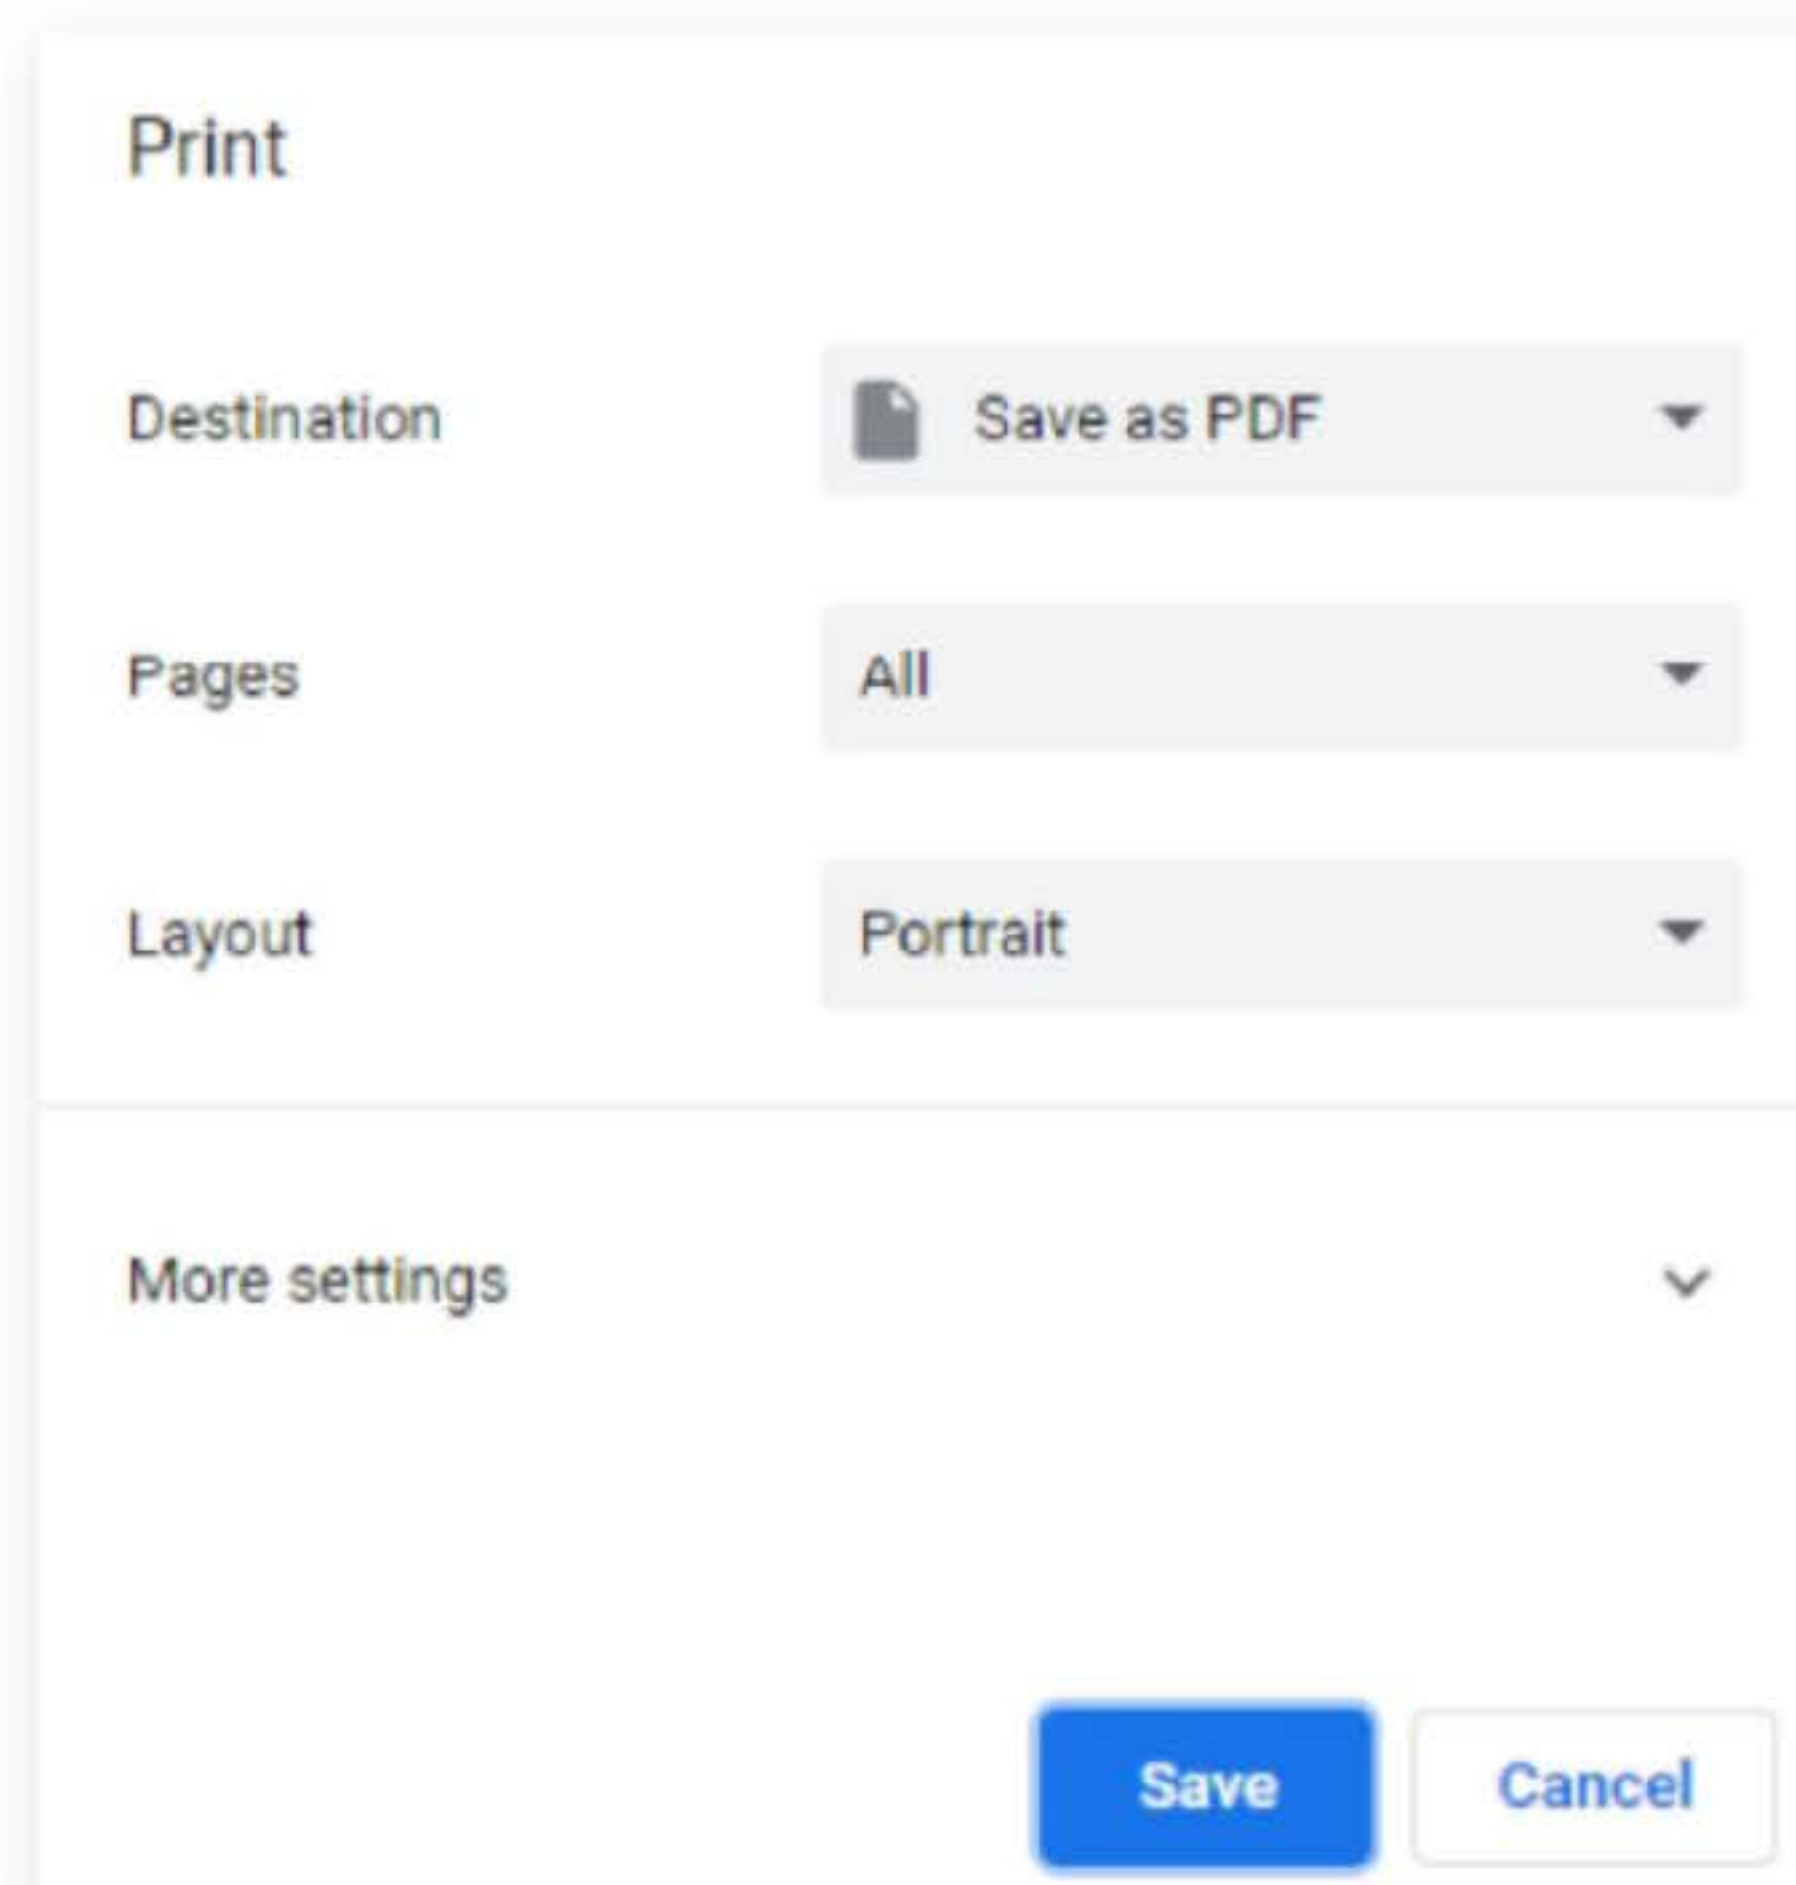 Print
Destination Save as PDF
Pages All
Layout Portrait
More settings
Save Cancel